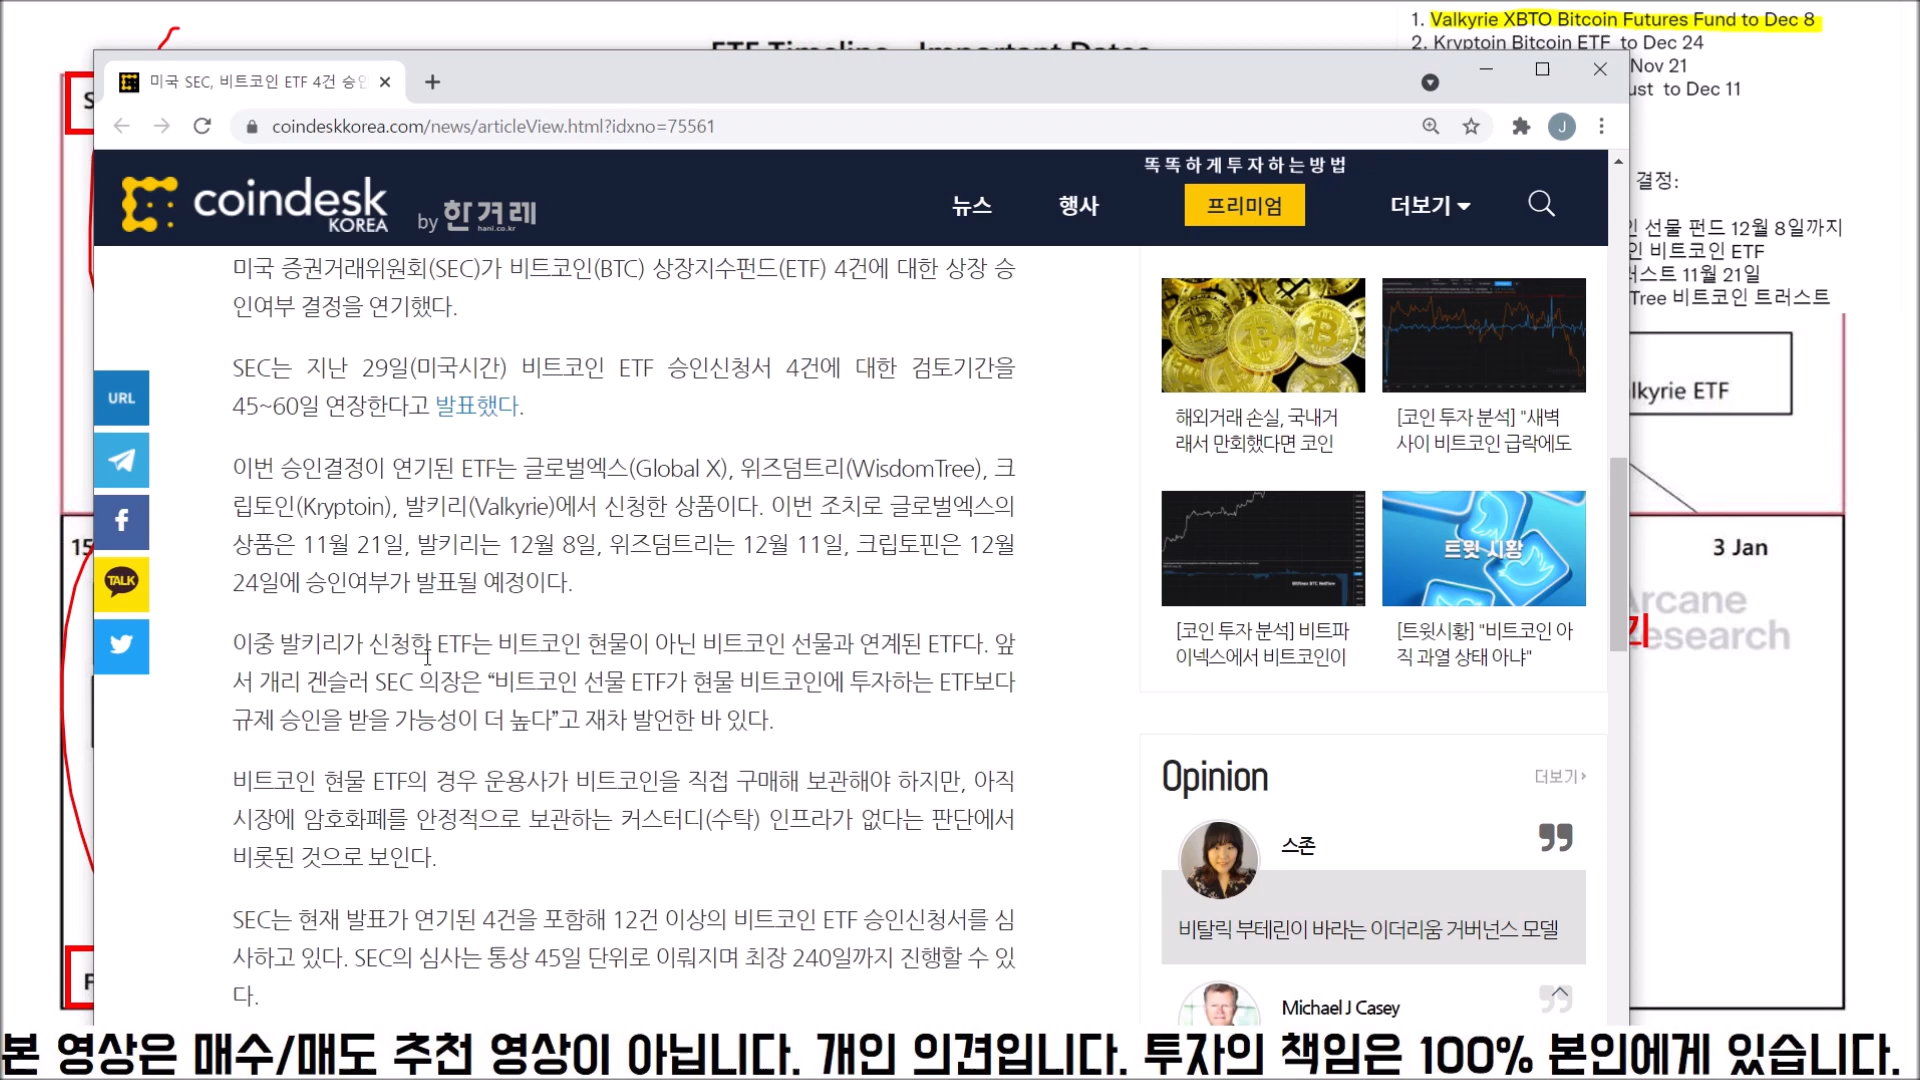 ETF Timeline - Important Dates
1. Valkyrie XBTO Bitcoin Futures Fund to Dec 8
2. Kryptoin Bitcoin ETF to Dec 24
Nov 21
ust to Dec 11
결정:
인 선물 펀드 12월 8일까지
인 비트코인 ETF
러스트 11월 21일
Tree 비트코인 트러스트
lkyrie ETF
3 Jan
Arcane
Research
15
미국 SEC, 비트코인 ETF 4건 승인
coindeskkorea.com/news/articleView.html?idxno=75561
J
coindesk
KOREA
by 한겨레
hani.co.kr
뉴스
행사
똑똑하게투자하는방법
프리미엄
더보기
URL
TALK
미국 증권거래위원회(SEC)가 비트코인(BTC) 상장지수펀드(ETF) 4건에 대한 상장 승
인여부 결정을 연기했다.
SEC는 지난 29일(미국시간) 비트코인 ETF 승인신청서 4건에 대한 검토기간을
45~60일 연장한다고 발표했다.
이번 승인결정이 연기된 ETF는 글로벌엑스(Global X), 위즈덤트리(WisdomTree), 크
립토인(Kryptoin), 발키리(Valkyrie)에서 신청한 상품이다. 이번 조치로 글로벌엑스의
상품은 11월 21일, 발키리는 12월 8일, 위즈덤트리는 12월 11일, 크립토핀은 12월
24일에 승인여부가 발표될 예정이다.
이중 발키리가 신청한 ETF는 비트코인 현물이 아닌 비트코인 선물과 연계된 ETF다. 앞
서 개리 겐슬러 SEC 의장은 “비트코인 선물 ETF가 현물 비트코인에 투자하는 ETF보다
규제 승인을 받을 가능성이 더 높다”고 재차 발언한 바 있다.
비트코인 현물 ETF의 경우 운용사가 비트코인을 직접 구매해 보관해야 하지만, 아직
시장에 암호화폐를 안정적으로 보관하는 커스터디(수탁) 인프라가 없다는 판단에서
비롯된 것으로 보인다.
SEC는 현재 발표가 연기된 4건을 포함해 12건 이상의 비트코인 ETF 승인신청서를 심
사하고 있다. SEC의 심사는 통상 45일 단위로 이뤄지며 최장 240일까지 진행할 수 있
다.
해외거래 손실, 국내거
래서 만회했다면 코인
[코인 투자 분석] "새벽
사이 비트코인 급락에도
[코인 투자 분석] 비트파
이넥스에서 비트코인이
트윗 시황
[트윗시황] "비트코인 아
직 과열 상태 아냐"
Opinion
더보기
스존
비탈릭 부테린이 바라는 이더리움 거버넌스 모델
Michael J Casey
본 영상은 매수/매도 추천 영상이 아닙니다. 개인 의견입니다. 투자의 책임은 100% 본인에게 있습니다.